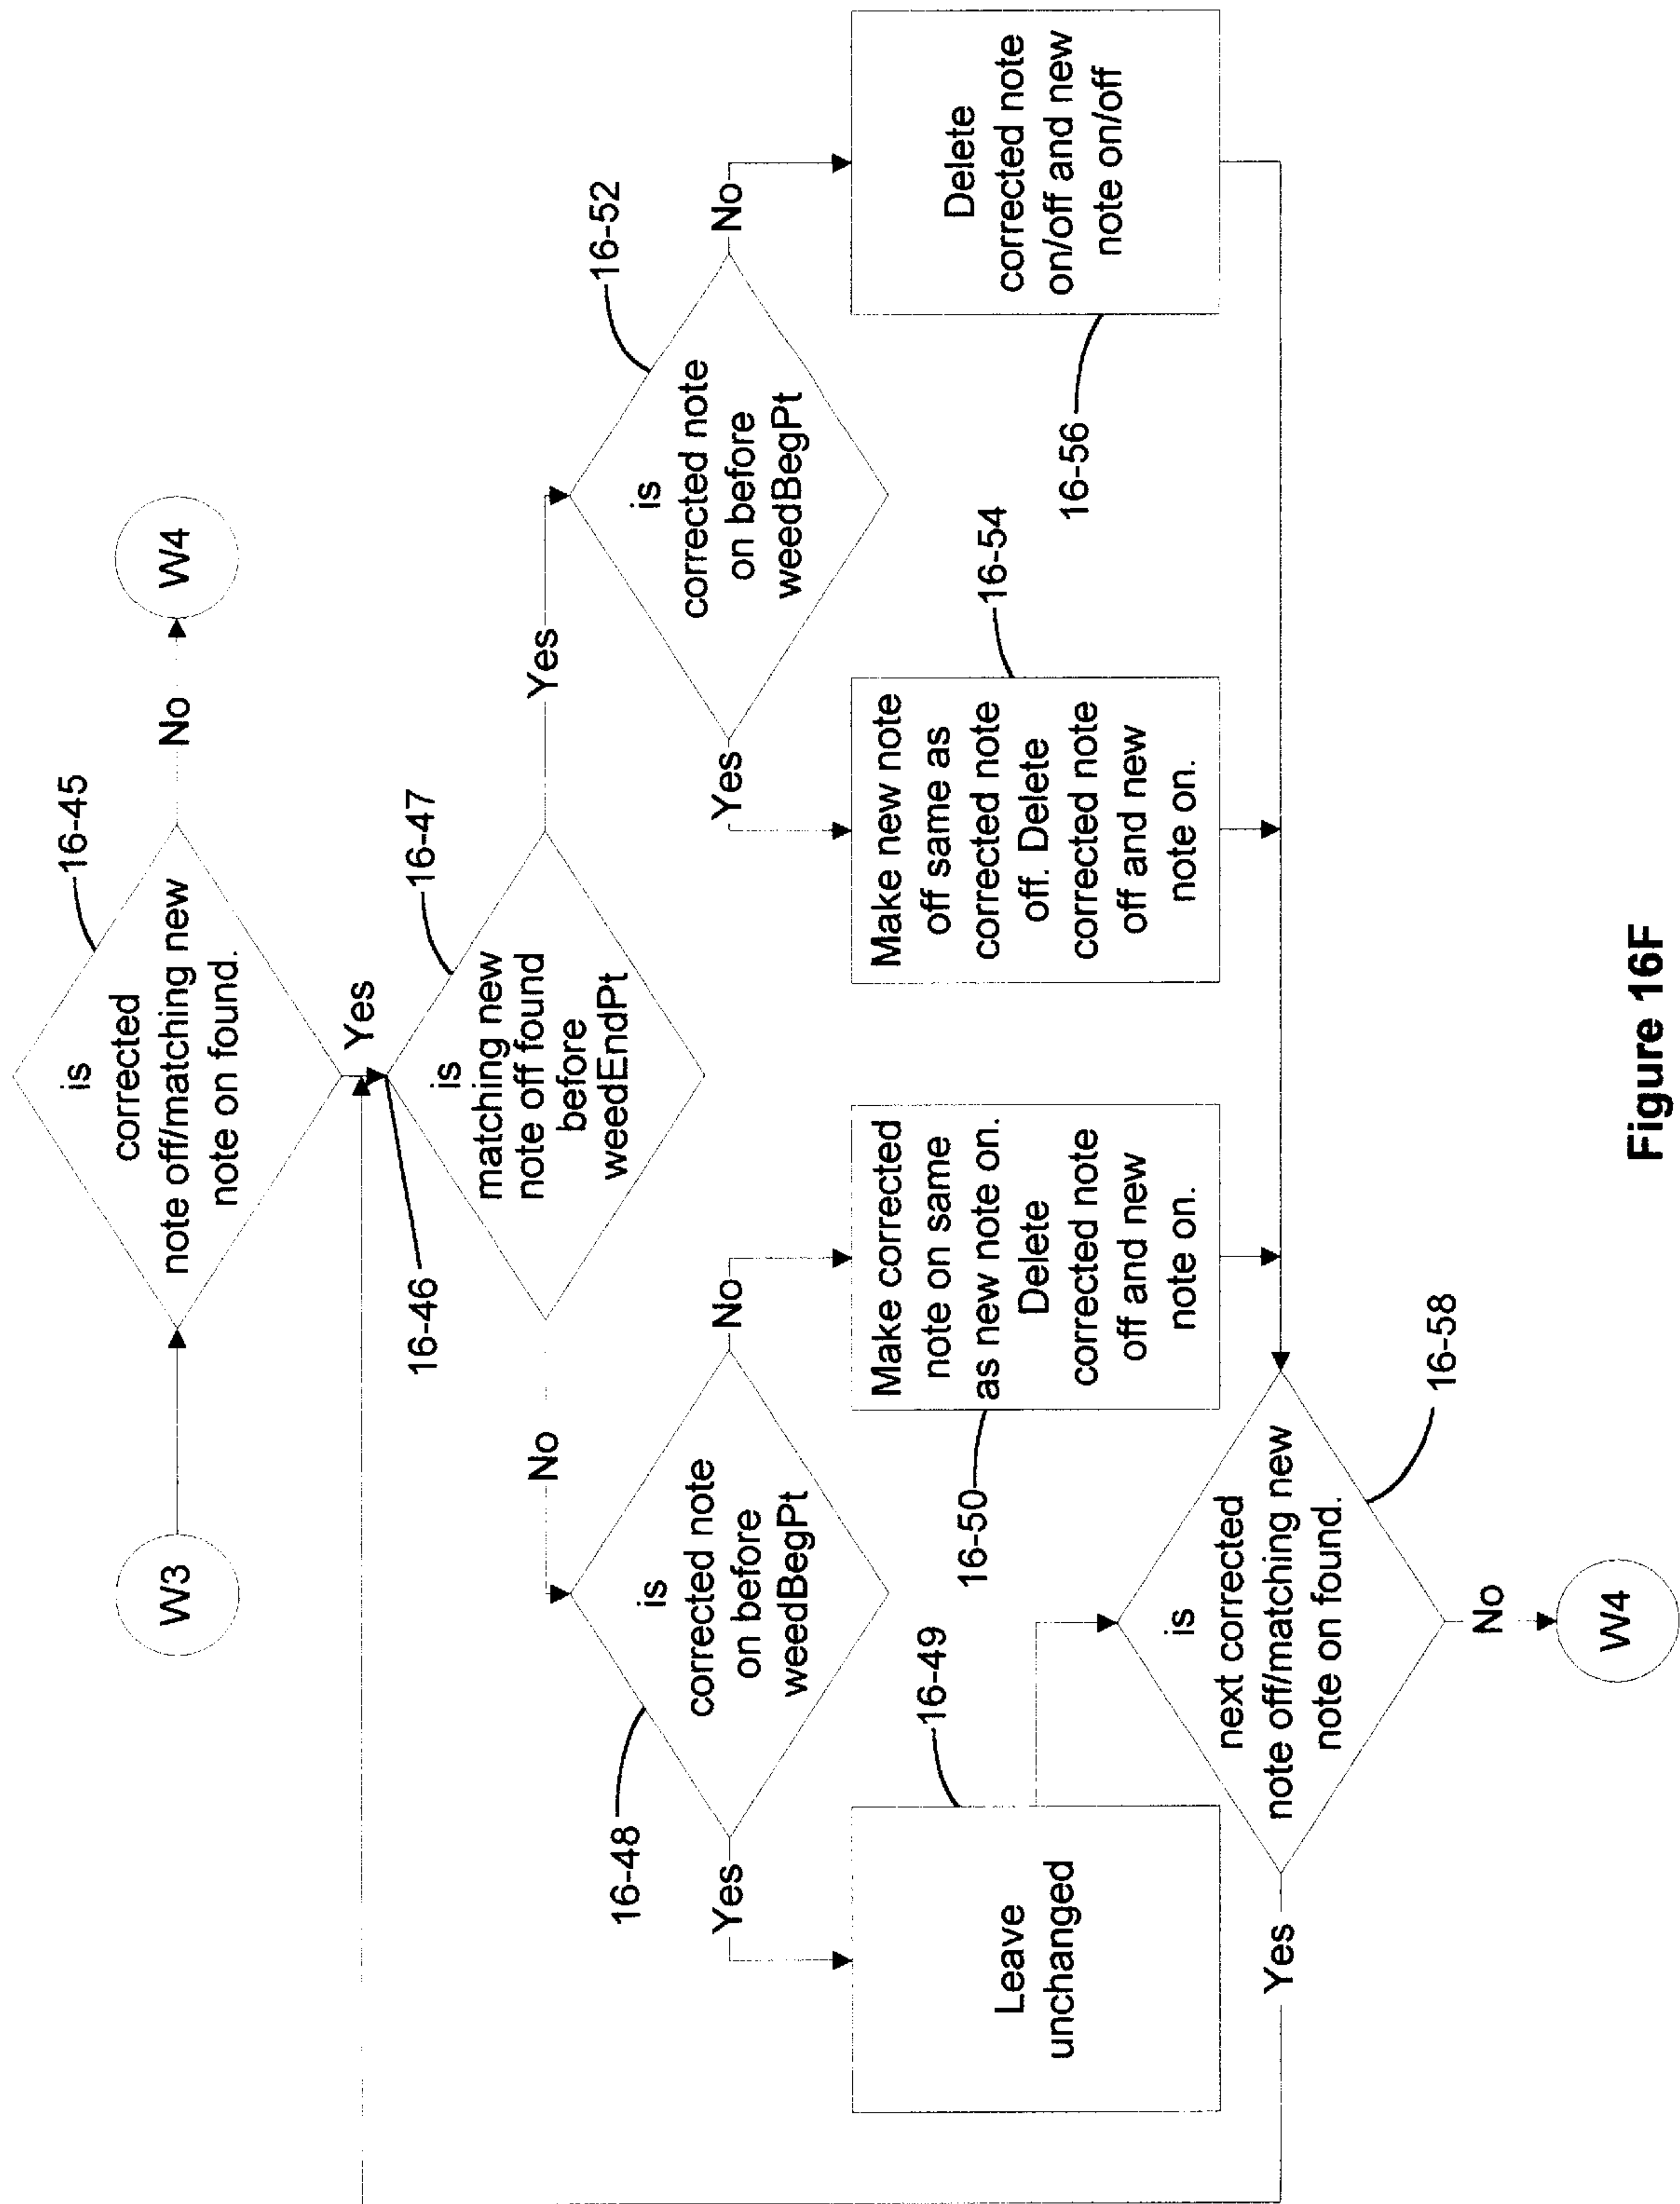 W3
is
corrected
note off/matching new
note on found.
16-45
No
W4
Yes
16-46
is
matching new
note off found
before
weedEndPt
16-47
No
Yes
16-48
is
corrected note
on before
weedBegPt
Yes
No
16-52
is
corrected note
on before
weedBegPt
Yes
No
16-49
Leave
unchanged
16-50
Make corrected
note on same
as new note on.
Delete
corrected note
off and new
note on.
16-54
Make new note
off same as
corrected note
off. Delete
corrected note
off and new
note on.
16-56
Delete
corrected note
on/off and new
note on/off
16-58
is
next corrected
note off/matching new
note on found.
Yes
No
W4
Figure 16F